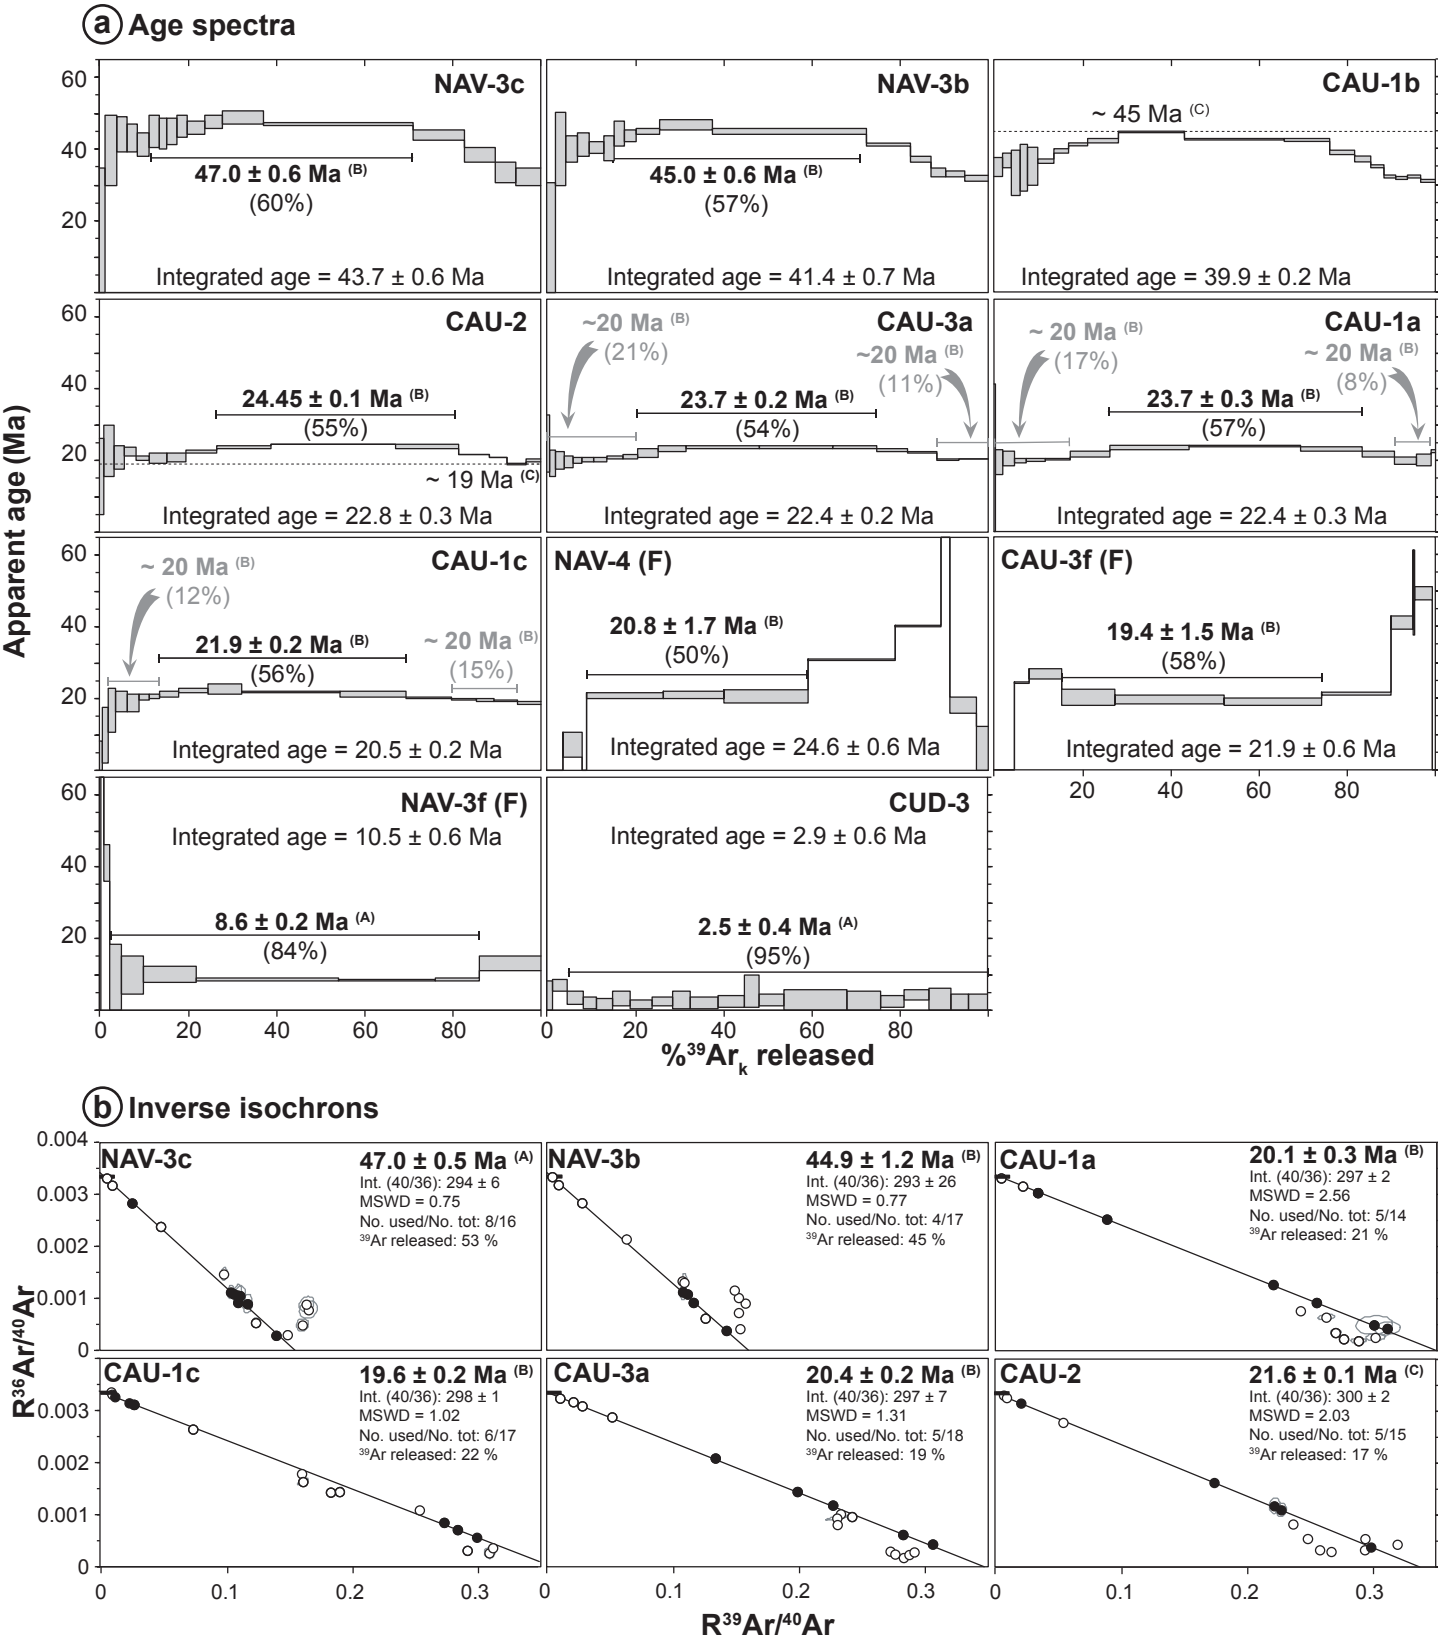 a Age spectra
NAV-3c
47.0 ± 0.6 Ma (B)
(60%)
Integrated age = 43.7 ± 0.6 Ma
NAV-3b
45.0 ± 0.6 Ma (B)
(57%)
Integrated age = 41.4 ± 0.7 Ma
CAU-1b
~ 45 Ma (C)
Integrated age = 39.9 ± 0.2 Ma
60
40
20
CAU-2
24.45 ± 0.1 Ma (B)
(55%)
~ 19 Ma (C)
Integrated age = 22.8 ± 0.3 Ma
CAU-3a
~20 Ma (B)
(21%)
~20 Ma (B)
(11%)
23.7 ± 0.2 Ma (B)
(54%)
Integrated age = 22.4 ± 0.2 Ma
CAU-1a
~ 20 Ma (B)
(17%)
~ 20 Ma (B)
(8%)
23.7 ± 0.3 Ma (B)
(57%)
Integrated age = 22.4 ± 0.3 Ma
60
40
20
Apparent age (Ma)
CAU-1c
~ 20 Ma (B)
(12%)
21.9 ± 0.2 Ma (B)
(56%)
~ 20 Ma (B)
(15%)
Integrated age = 20.5 ± 0.2 Ma
NAV-4 (F)
20.8 ± 1.7 Ma (B)
(50%)
Integrated age = 24.6 ± 0.6 Ma
CAU-3f (F)
19.4 ± 1.5 Ma (B)
(58%)
Integrated age = 21.9 ± 0.6 Ma
60
40
20
20 40 60 80
NAV-3f (F)
Integrated age = 10.5 ± 0.6 Ma
8.6 ± 0.2 Ma (A)
(84%)
CUD-3
Integrated age = 2.9 ± 0.6 Ma
2.5 ± 0.4 Ma (A)
(95%)
60
40
20
0 20 40 60 80
0 20 40 60 80
%39Ark released
b Inverse isochrons
0.004
0.003
0.002
0.001
0
NAV-3c
47.0 ± 0.5 Ma (A)
Int. (40/36): 294 ± 6
MSWD = 0.75
No. used/No. tot: 8/16
39Ar released: 53 %
NAV-3b
44.9 ± 1.2 Ma (B)
Int. (40/36): 293 ± 26
MSWD = 0.77
No. used/No. tot: 4/17
39Ar released: 45 %
CAU-1a
20.1 ± 0.3 Ma (B)
Int. (40/36): 297 ± 2
MSWD = 2.56
No. used/No. tot: 5/14
39Ar released: 21 %
R36Ar/40Ar
0.003
0.002
0.001
0
CAU-1c
19.6 ± 0.2 Ma (B)
Int. (40/36): 298 ± 1
MSWD = 1.02
No. used/No. tot: 6/17
39Ar released: 22 %
CAU-3a
20.4 ± 0.2 Ma (B)
Int. (40/36): 297 ± 7
MSWD = 1.31
No. used/No. tot: 5/18
39Ar released: 19 %
CAU-2
21.6 ± 0.1 Ma (C)
Int. (40/36): 300 ± 2
MSWD = 2.03
No. used/No. tot: 5/15
39Ar released: 17 %
0 0.1 0.2 0.3
0 0.1 0.2 0.3
0 0.1 0.2 0.3
R39Ar/40Ar